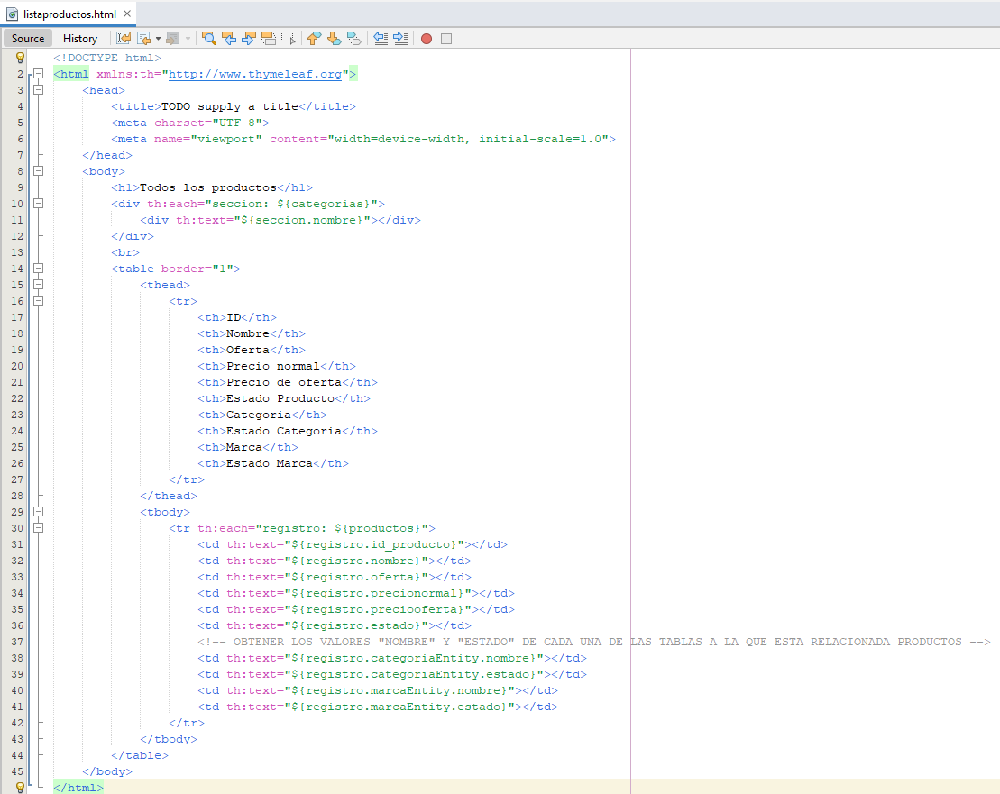 listaproductos.html
Source History
<!DOCTYPE html>
2 <html xmlns:th="http://www.thymeleaf.org">
3 <head>
4 <title>TODO supply a title</title>
5 <meta charset="UTF-8">
6 <meta name="viewport" content="width=device-width, initial-scale=1.0">
7 </head>
8 <body>
9 <h1>Todos los productos</h1>
10 <div th:each="seccion: ${categorias}">
11 <div th:text="${seccion.nombre}"></div>
12 </div>
13 <br>
14 <table border="1">
15 <thead>
16 <tr>
17 <th>ID</th>
18 <th>Nombre</th>
19 <th>Oferta</th>
20 <th>Precio normal</th>
21 <th>Precio de oferta</th>
22 <th>Estado Producto</th>
23 <th>Categoria</th>
24 <th>Estado Categoria</th>
25 <th>Marca</th>
26 <th>Estado Marca</th>
27 </tr>
28 </thead>
29 <tbody>
30 <tr th:each="registro: ${productos}">
31 <td th:text="${registro.id_producto}"></td>
32 <td th:text="${registro.nombre}"></td>
33 <td th:text="${registro.oferta}"></td>
34 <td th:text="${registro.precionormal}"></td>
35 <td th:text="${registro.preciooferta}"></td>
36 <td th:text="${registro.estado}"></td>
37 <!-- OBTENER LOS VALORES "NOMBRE" Y "ESTADO" DE CADA UNA DE LAS TABLAS A LA QUE ESTA RELACIONADA PRODUCTOS -->
38 <td th:text="${registro.categoriaEntity.nombre}"></td>
39 <td th:text="${registro.categoriaEntity.estado}"></td>
40 <td th:text="${registro.marcaEntity.nombre}"></td>
41 <td th:text="${registro.marcaEntity.estado}"></td>
42 </tr>
43 </tbody>
44 </table>
45 </body>
</html>